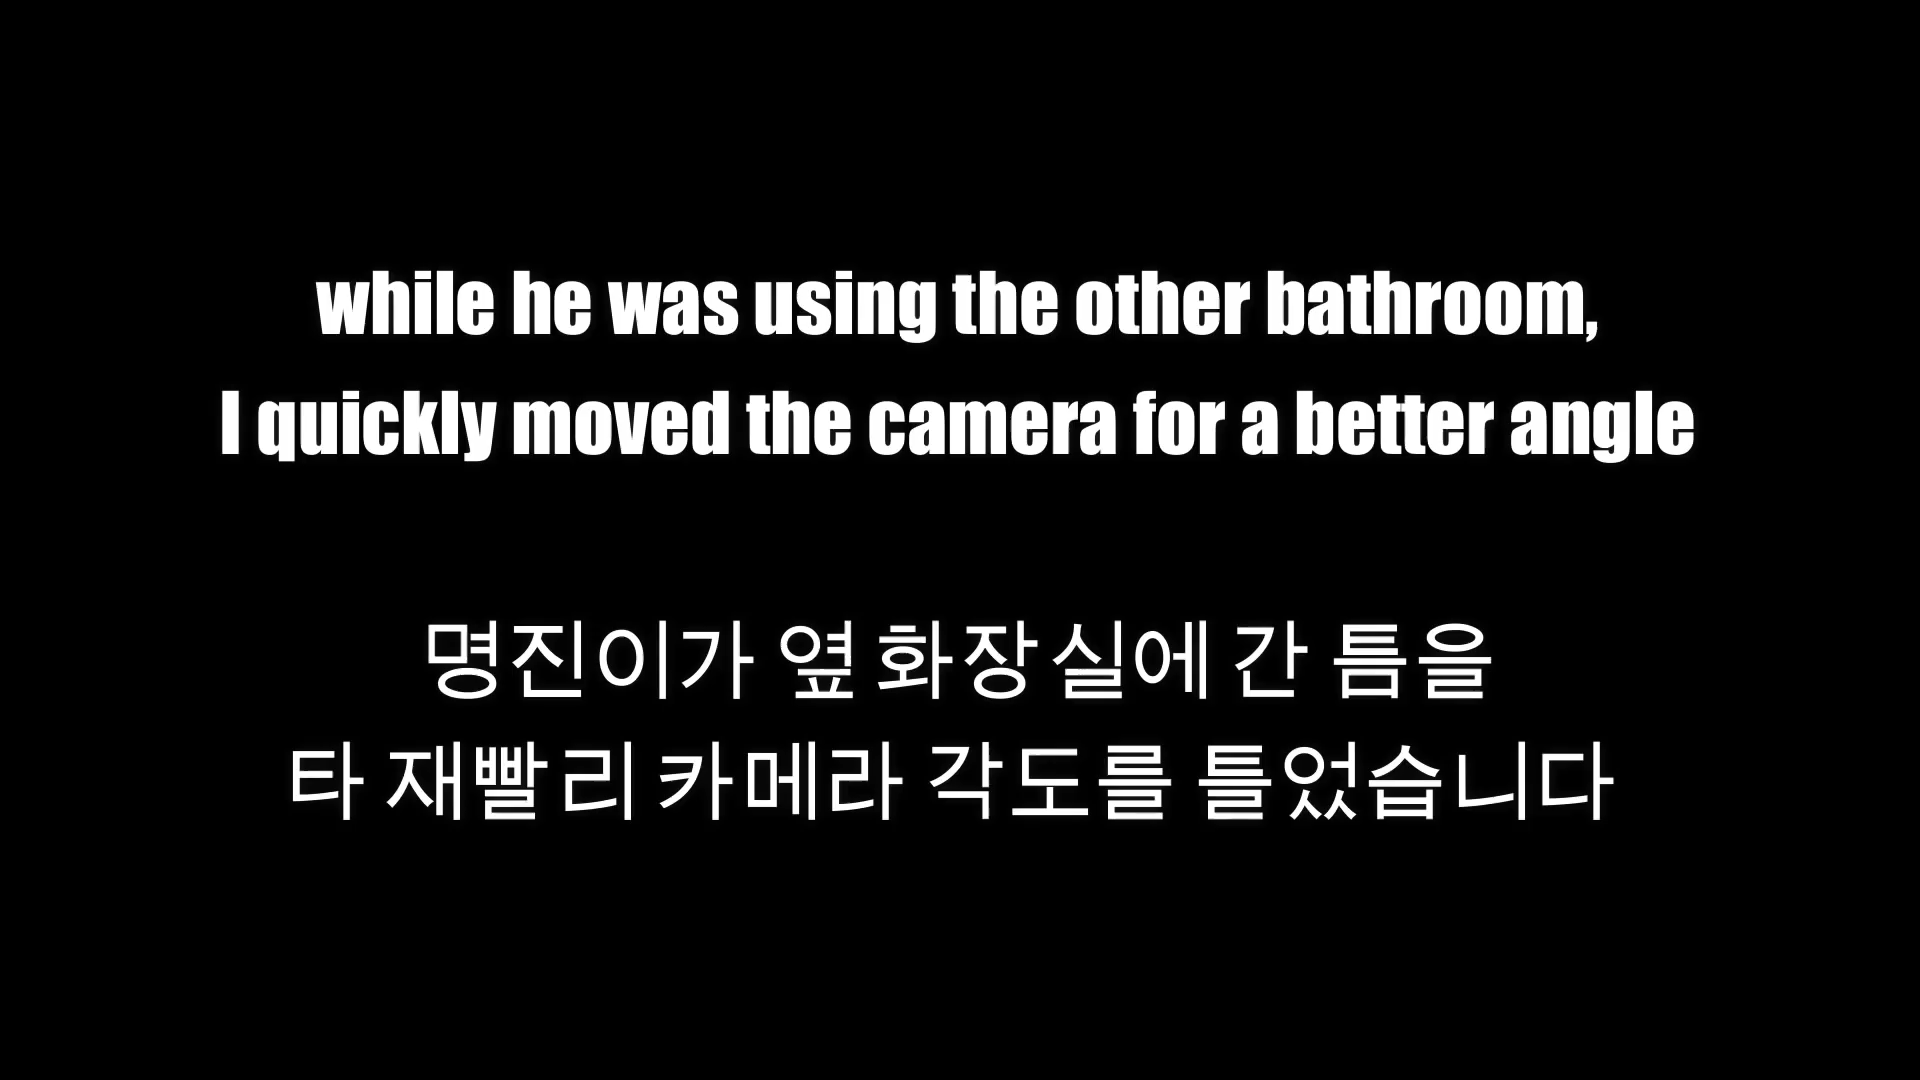 while he was using the other bathroom,
I quickly moved the camera for a better angle
명진이가 옆 화장실에 간 틈을
타 재빨리 카메라 각도를 틀었습니다